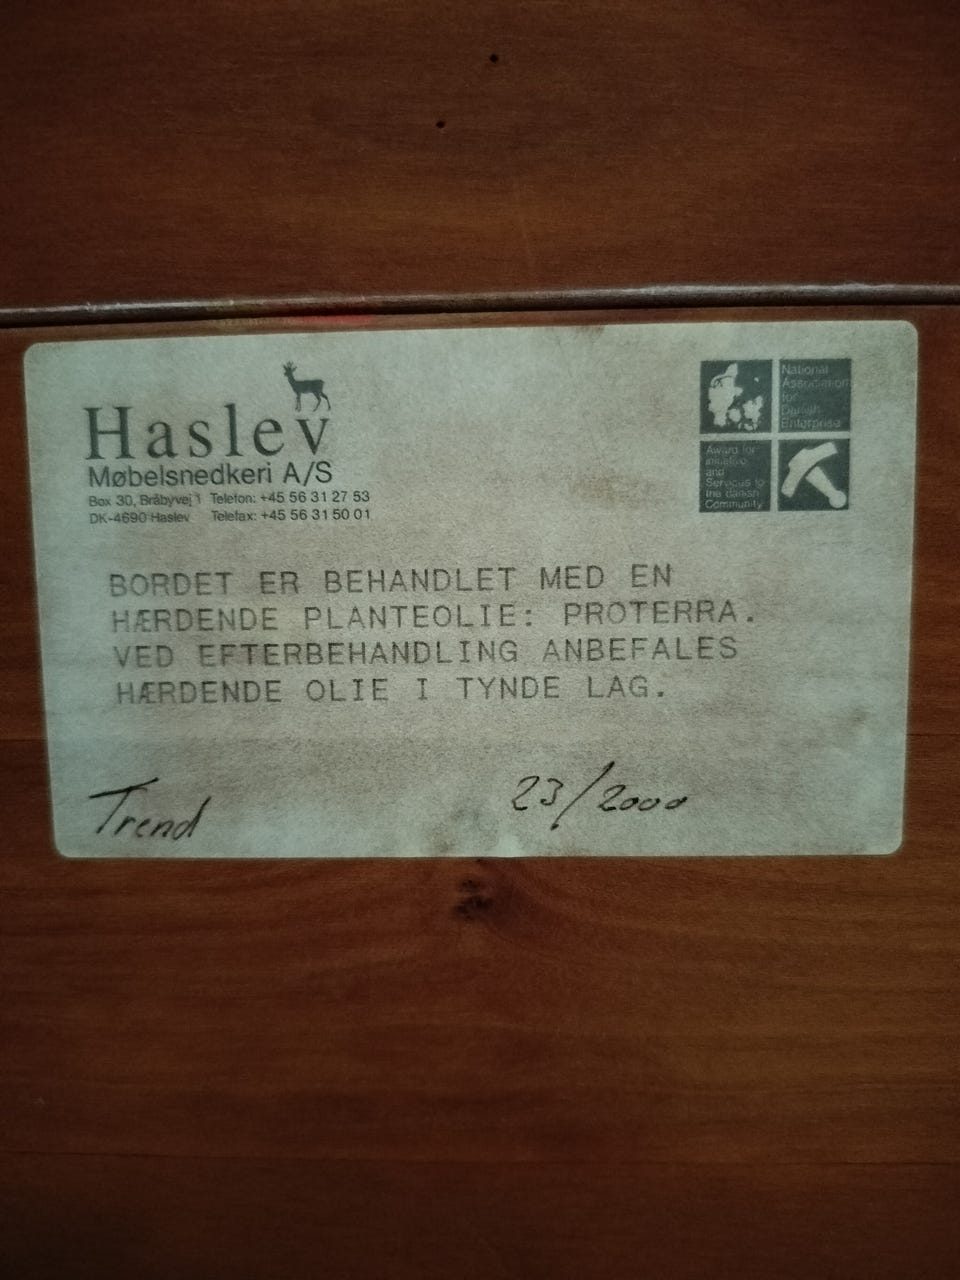 Haslev
Møbelsnedkeri A/S
Box 30, Bråbyvej 1 Telefon: +45 56 31 27 53
DK-4690 Haslev Telefax: +45 56 31 50 01
National
Association
for
Danish
Enterprise
Award for
initiative
and
Services to
the danish
Community
BORDET ER BEHANDLET MED EN
HÆRDENDE PLANTEOLIE: PROTERRA.
VED EFTERBEHANDLING ANBEFALES
HÆRDENDE OLIE I TYNDE LAG.
Trend 23/2000